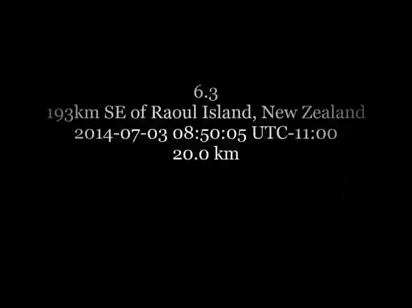 6.3
193km SE of Raoul Island, New Zealand
2014-07-03 08:50:05 UTC-11:00
20.0 km